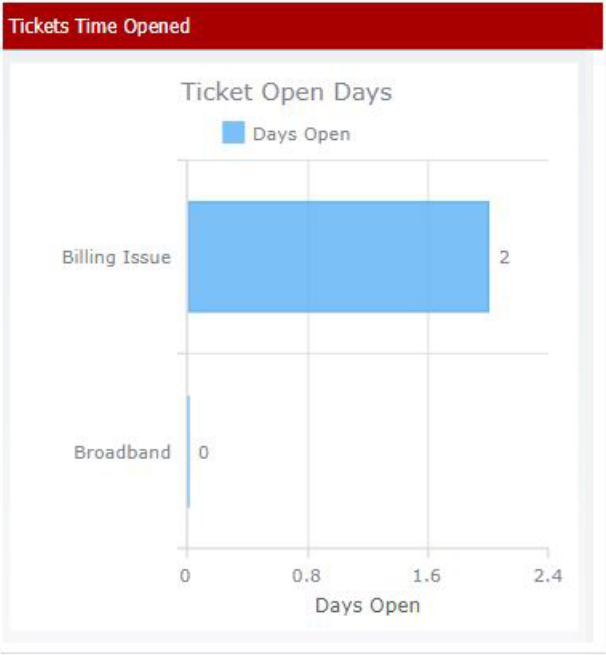 Tickets Time Opened
Ticket Open Days
Days Open
Billing Issue
2
Broadband
0
0 0.8 1.6 2.4
Days Open